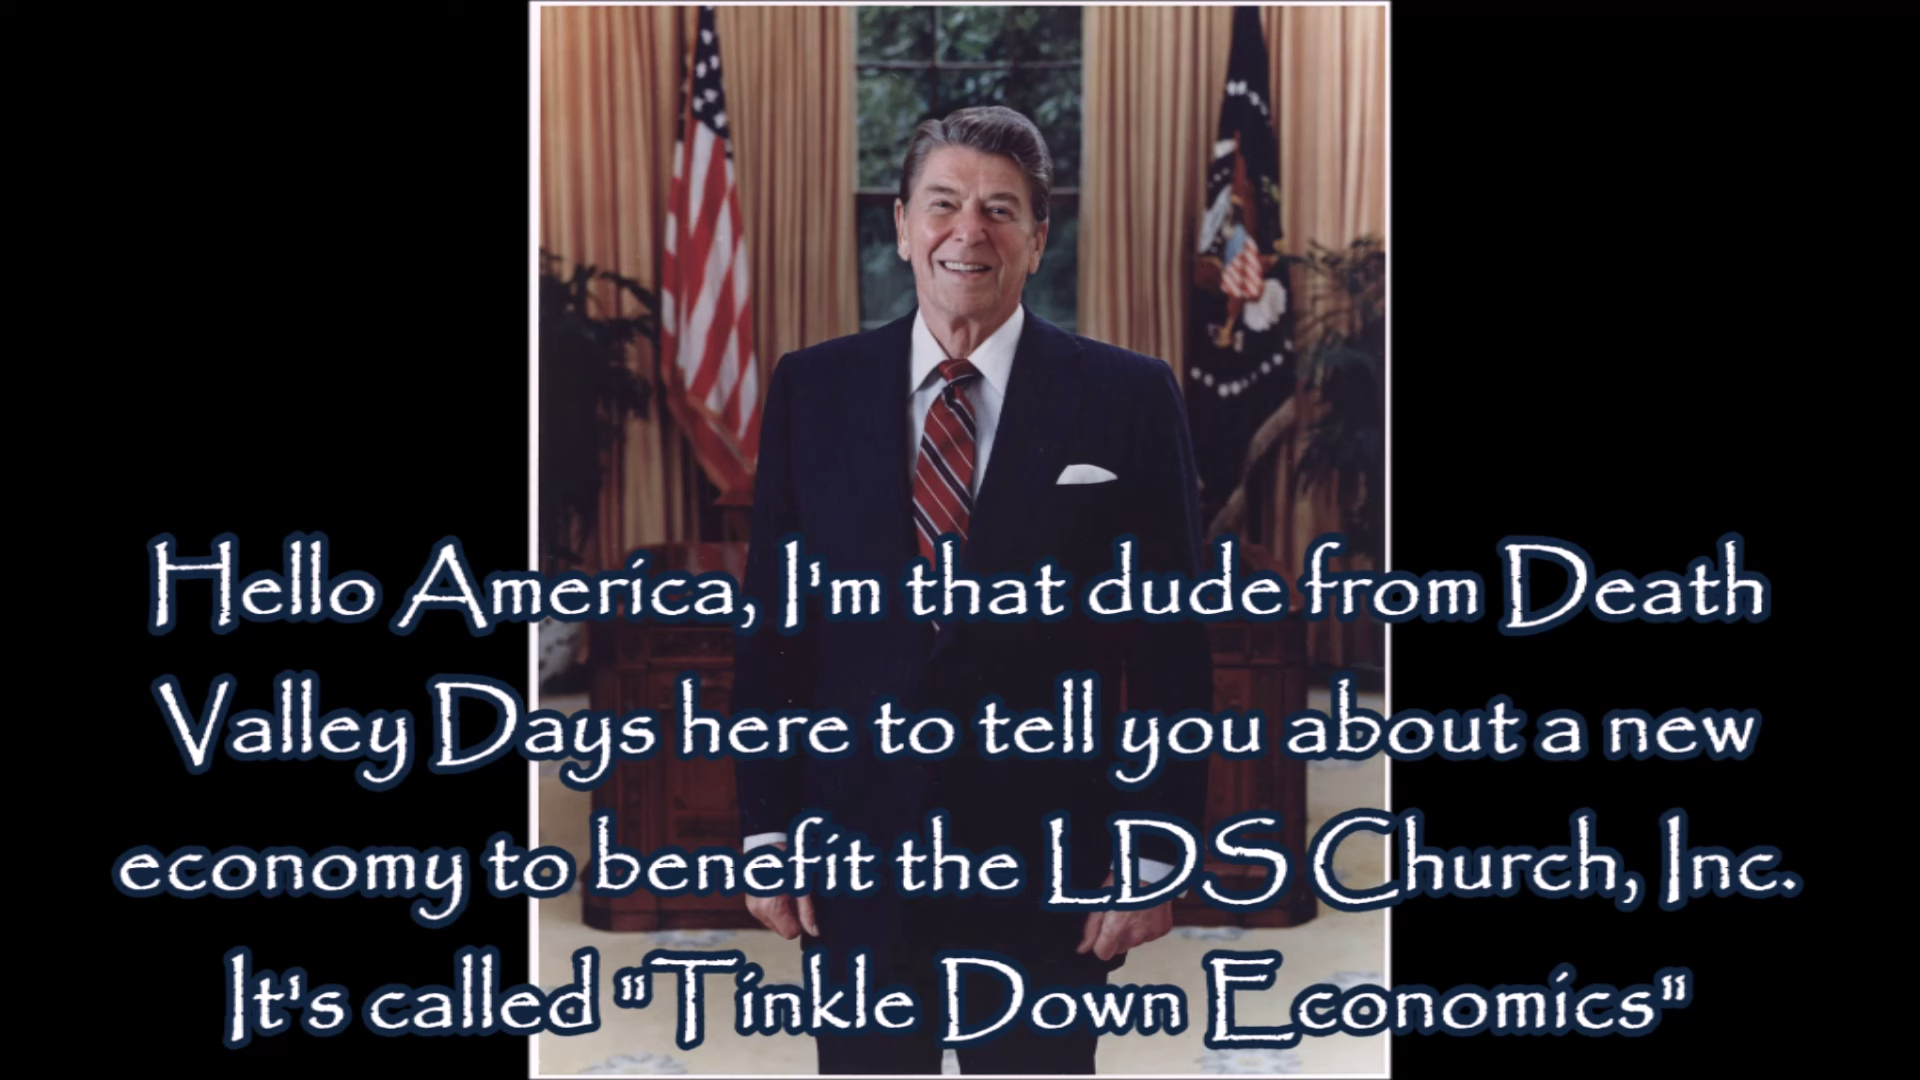 Hello America, I'm that dude from Death
Valley Days here to tell you about a new
economy to benefit the LDS Church, Inc.
It's called "Tinkle Down Economics"